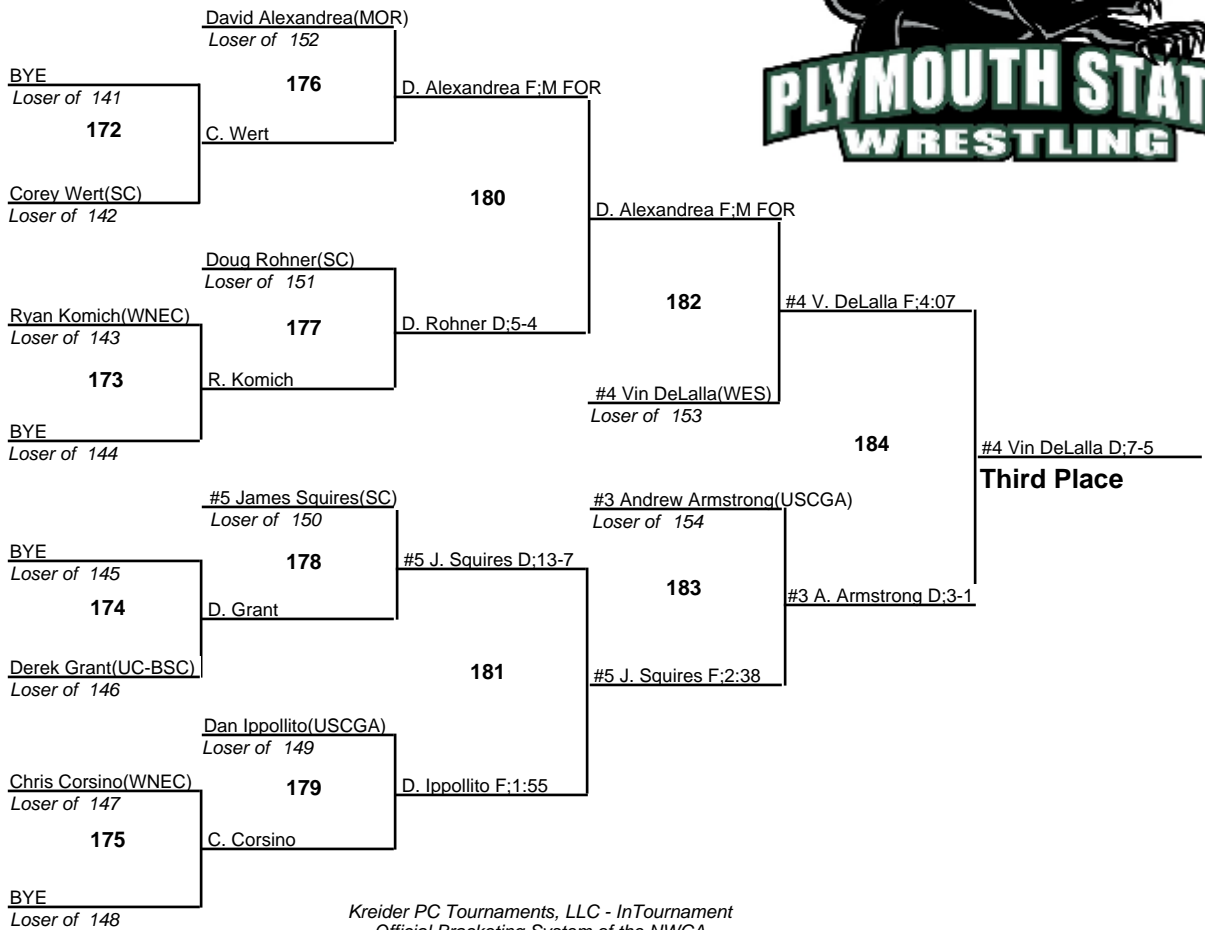 David Alexandrea(MOR)
Loser of 152
PLYMOUTH STAT
WRESTLING
BYE
Loser of 141
176
D. Alexandrea F;M FOR
172
C. Wert
Corey Wert(SC)
Loser of 142
180
D. Alexandrea F;M FOR
Doug Rohner(SC)
Loser of 151
182
#4 V. DeLalla F;4:07
Ryan Komich(WNEC)
Loser of 143
177
D. Rohner D;5-4
173
R. Komich
#4 Vin DeLalla(WES)
Loser of 153
BYE
Loser of 144
184
#4 Vin DeLalla D;7-5
Third Place
#5 James Squires(SC)
Loser of 150
#3 Andrew Armstrong(USCGA)
Loser of 154
BYE
Loser of 145
178
#5 J. Squires D;13-7
183
#3 A. Armstrong D;3-1
174
D. Grant
Derek Grant(UC-BSC)
Loser of 146
181
#5 J. Squires F;2:38
Dan Ippollito(USCGA)
Loser of 149
Chris Corsino(WNEC)
Loser of 147
179
D. Ippollito F;1:55
175
C. Corsino
BYE
Loser of 148
Kreider PC Tournaments, LLC - InTournament
Official Bracketing System of the NWCA